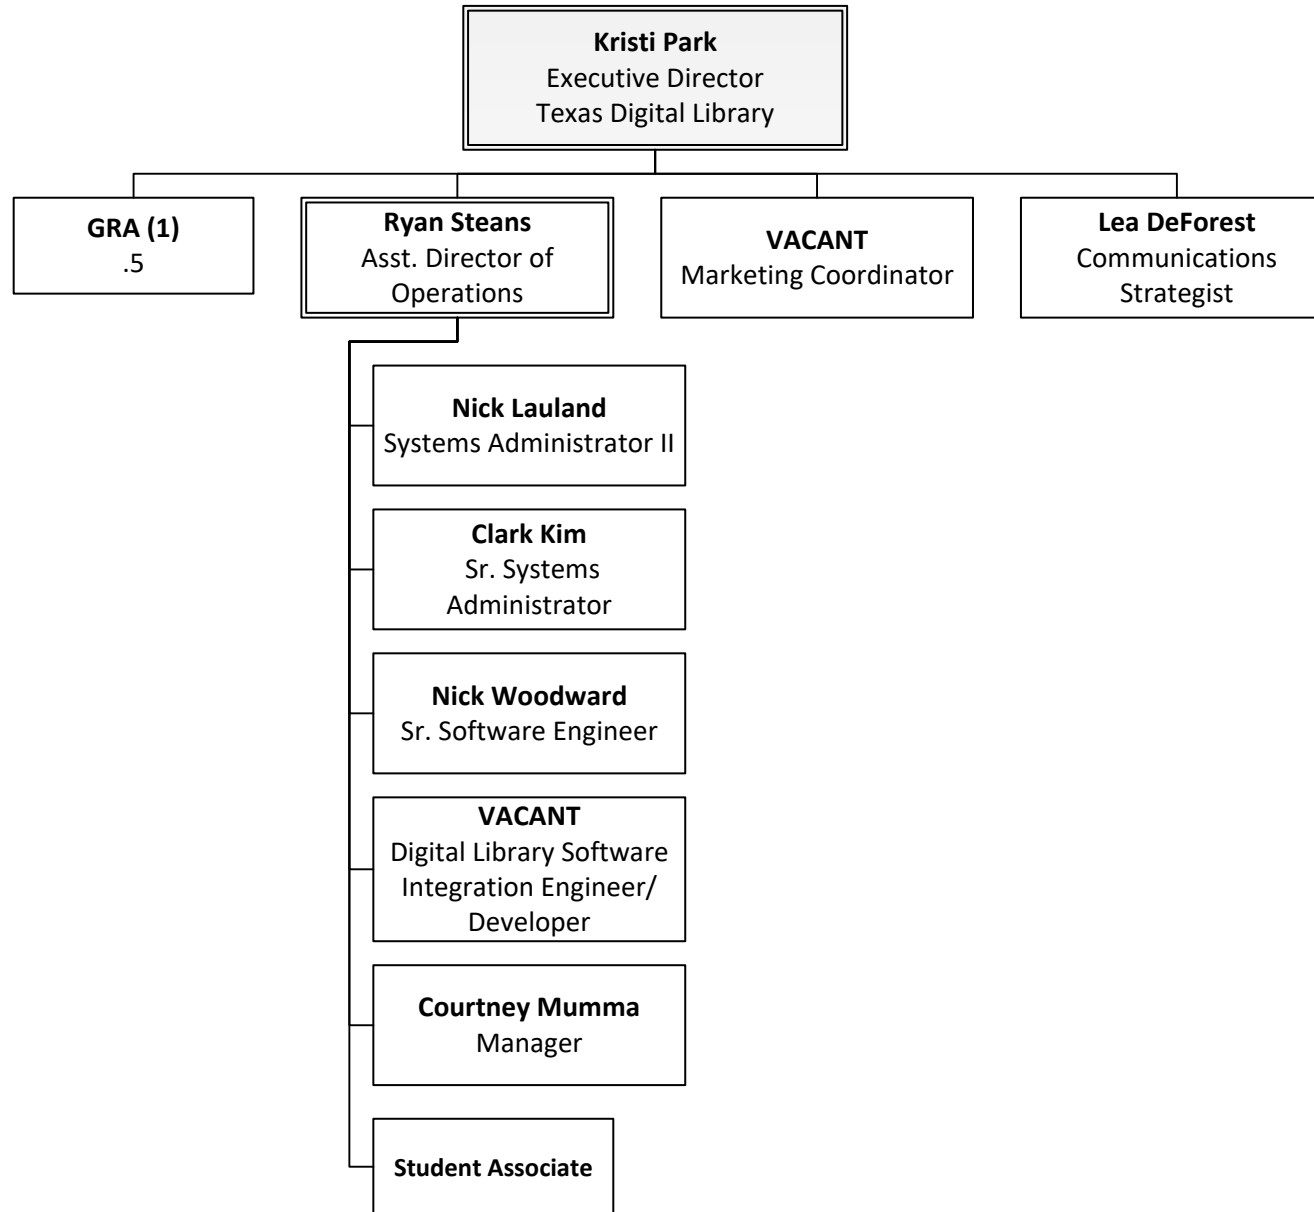 Kristi Park
Executive Director
Texas Digital Library
GRA (1)
.5
Ryan Steans
Asst. Director of
Operations
VACANT
Marketing Coordinator
Lea DeForest
Communications
Strategist
Nick Lauland
Systems Administrator II
Clark Kim
Sr. Systems
Administrator
Nick Woodward
Sr. Software Engineer
VACANT
Digital Library Software
Integration Engineer/
Developer
Courtney Mumma
Manager
Student Associate